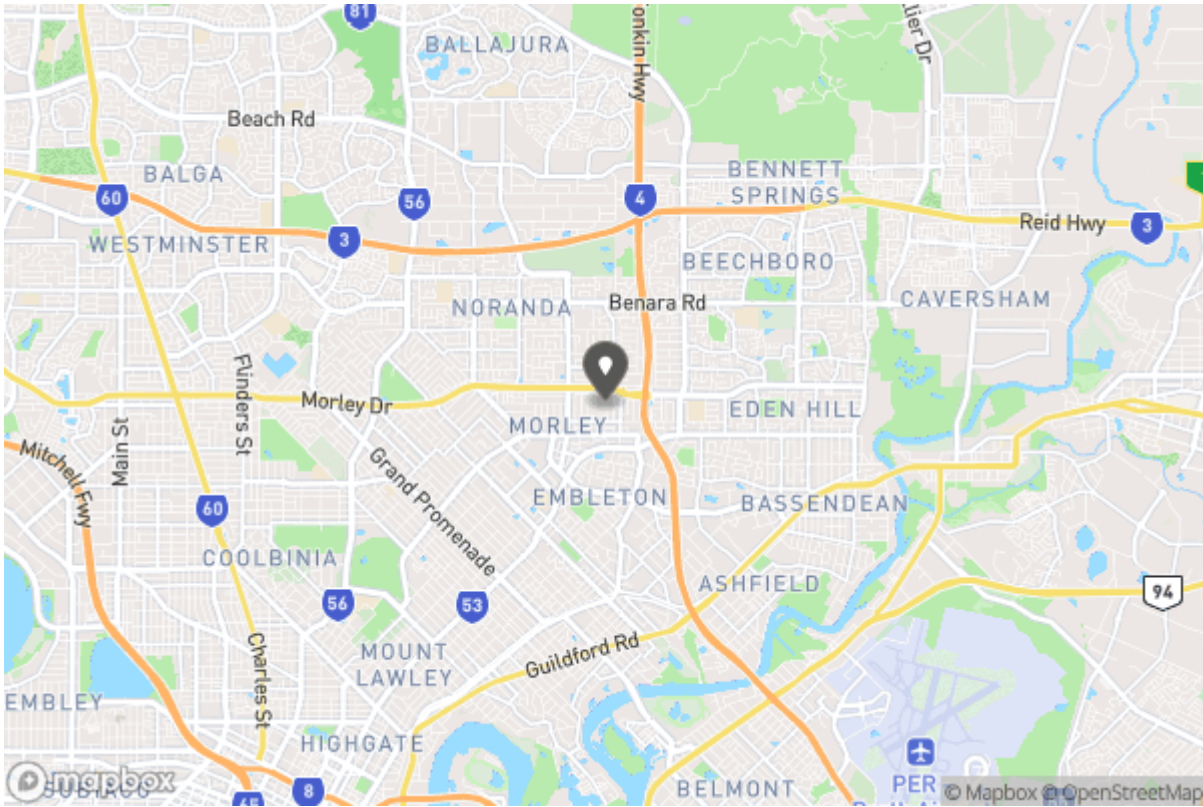 81
BALLAJURA
Tonkin Hwy
Beach Rd
BALGA
60
56
4
BENNETT
SPRINGS
Reid Hwy
3
WESTMINSTER
3
BEECHBORO
NORANDA
Benara Rd
CAVERSHAM
Flinders St
Morley Dr
MORLEY
EDEN HILL
Main St
Mitchell Fwy
Grand Promenade
EMBLETON
BASSENDEAN
60
COOLBINIA
56
53
ASHFIELD
94
MOUNT
LAWLEY
Guildford Rd
Charles St
EMBLEY
HIGHGATE
BELMONT
PER
mapbox
8
65
© Mapbox © OpenStreetMap